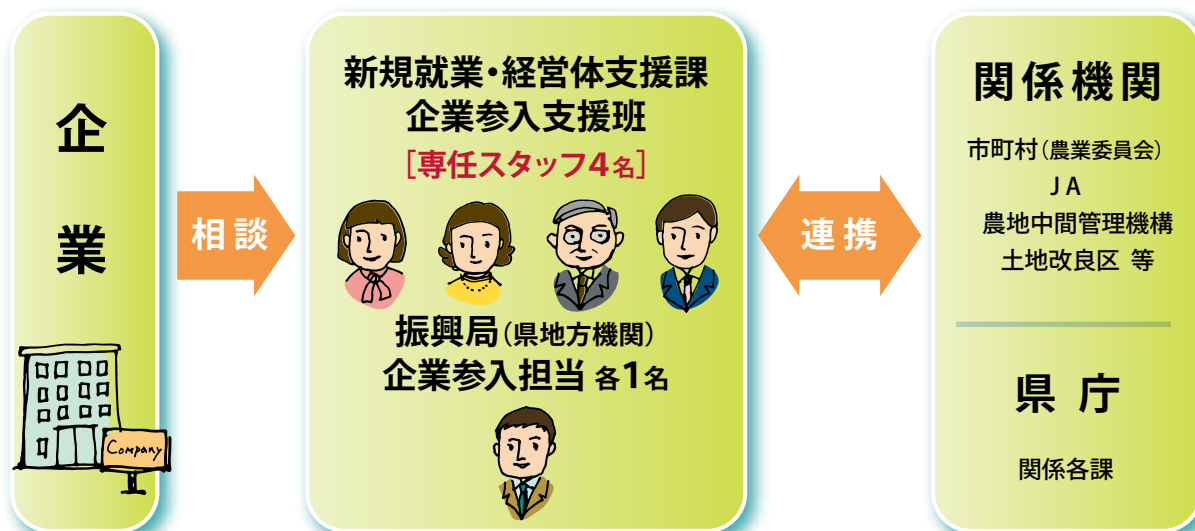 企業
Company
相談
新規就業・経営体支援課
企業参入支援班
[専任スタッフ4名]
振興局(県地方機関)
企業参入担当 各1名
連携
関係機関
市町村(農業委員会)
JA
農地中間管理機構
土地改良区 等
県庁
関係各課